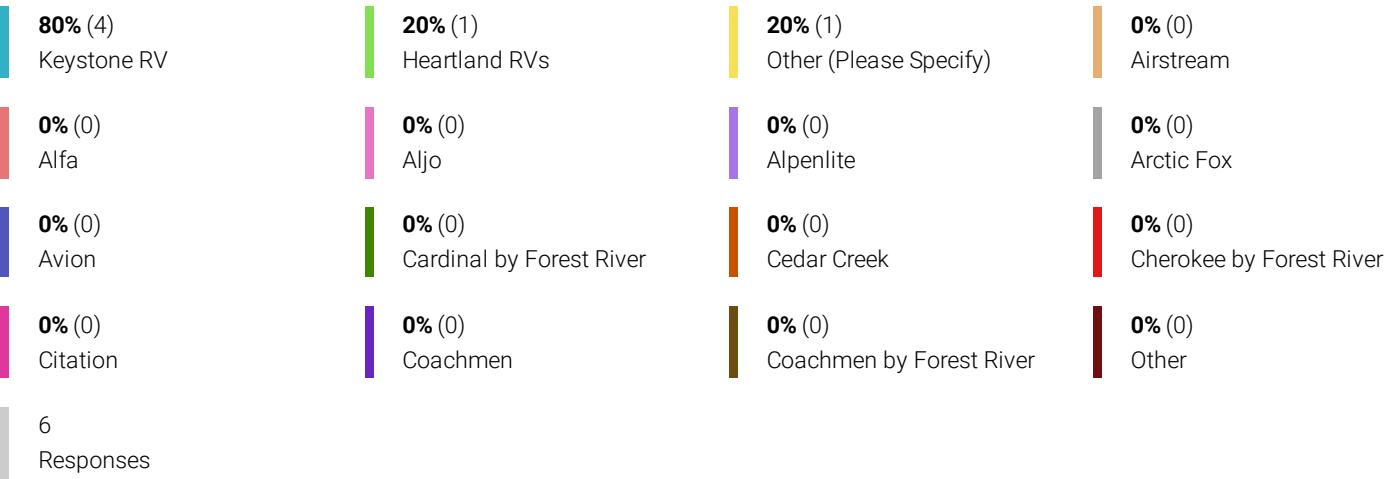 80% (4)
Keystone RV
20% (1)
Heartland RVs
20% (1)
Other (Please Specify)
0% (0)
Airstream
0% (0)
Alfa
0% (0)
Aljo
0% (0)
Alpenlite
0% (0)
Arctic Fox
0% (0)
Avion
0% (0)
Cardinal by Forest River
0% (0)
Cedar Creek
0% (0)
Cherokee by Forest River
0% (0)
Citation
0% (0)
Coachmen
0% (0)
Coachmen by Forest River
0% (0)
Other
6
Responses